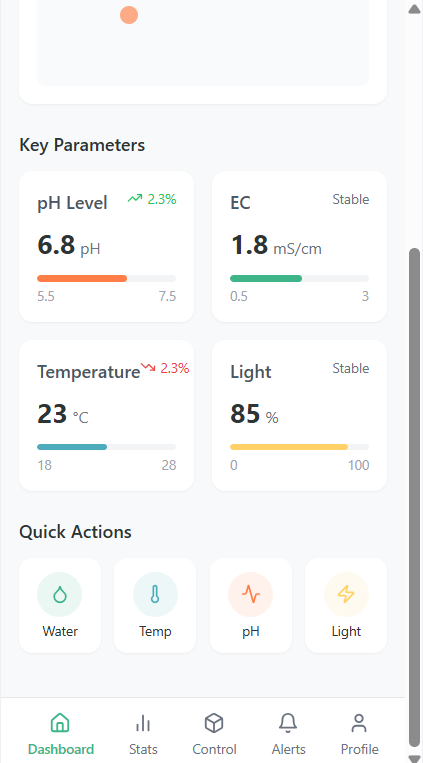 Key Parameters
pH Level 2.3%
6.8 pH
5.5 7.5
EC Stable
1.8 mS/cm
0.5 3
Temperature 2.3%
23 °C
18 28
Light Stable
85 %
0 100
Quick Actions
Water Temp pH Light
Dashboard Stats Control Alerts Profile